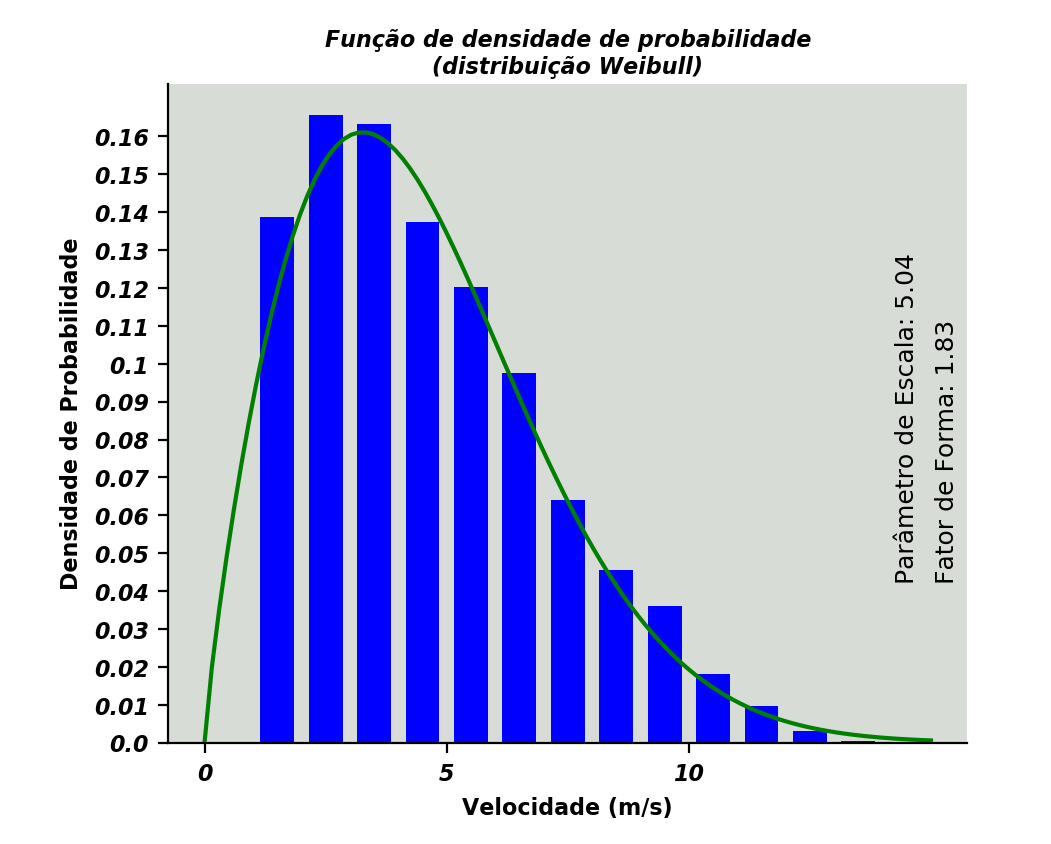 Função de densidade de probabilidade
(distribuição Weibull)
Densidade de Probabilidade
0.16
0.15
0.14
0.13
0.12
0.11
0.1
0.09
0.08
0.07
0.06
0.05
0.04
0.03
0.02
0.01
0.0
0 5 10
Velocidade (m/s)
Parâmetro de Escala: 5.04
Fator de Forma: 1.83